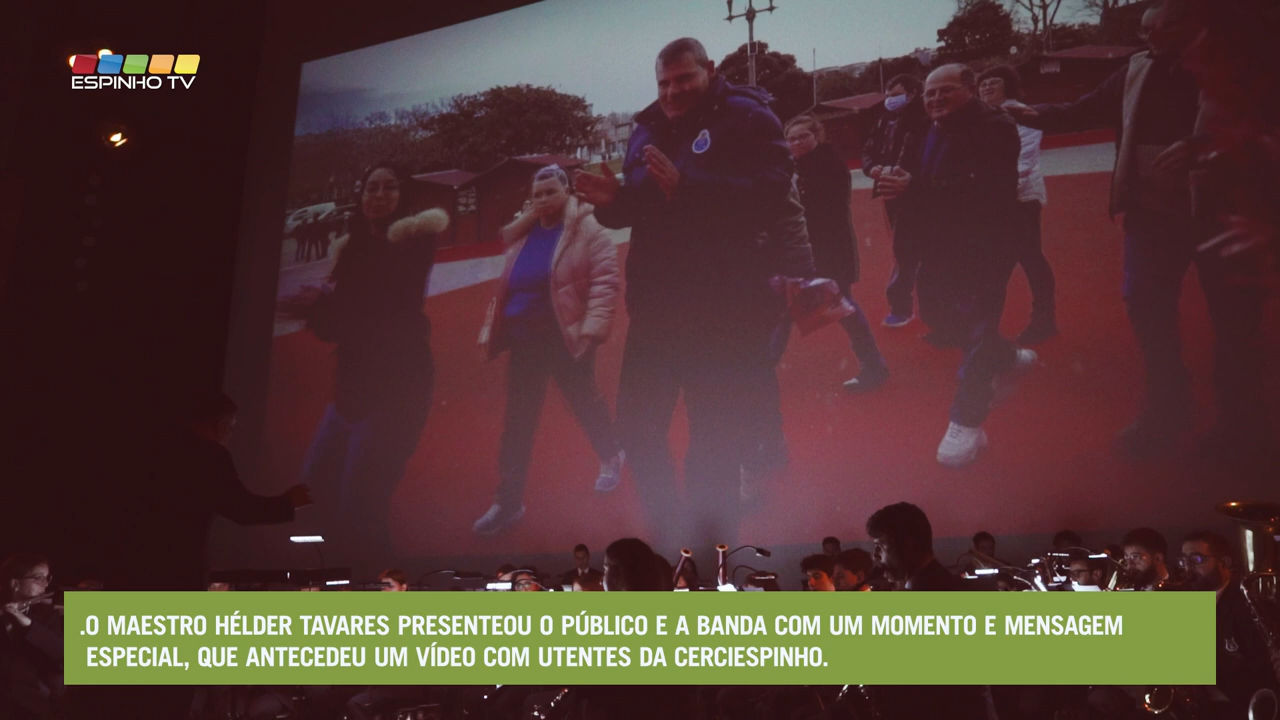 ESPINHO TV
.O MAESTRO HÉLDER TAVARES PRESENTEOU O PÚBLICO E A BANDA COM UM MOMENTO E MENSAGEM
ESPECIAL, QUE ANTECEDEU UM VÍDEO COM UTENTES DA CERCIESPINHO.